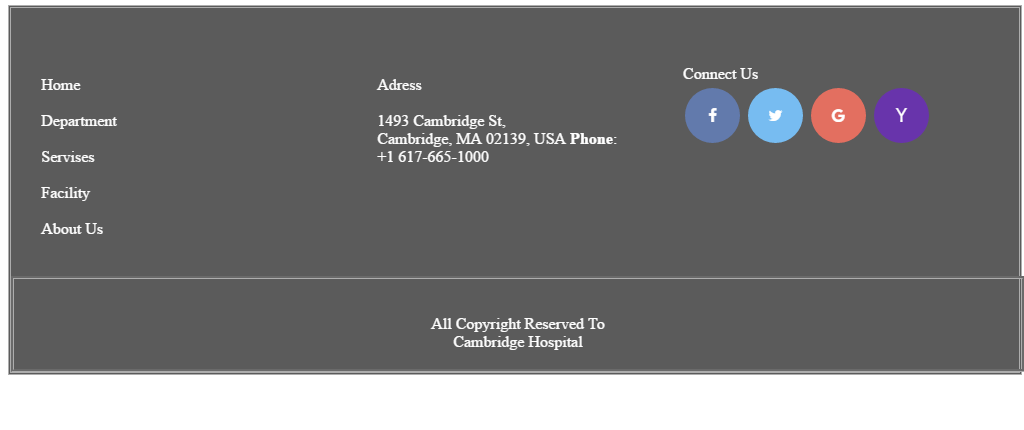 Home
Department
Servises
Facility
About Us
Adress
1493 Cambridge St,
Cambridge, MA 02139, USA Phone:
+1 617-665-1000
Connect Us
f
G
Y
All Copyright Reserved To
Cambridge Hospital